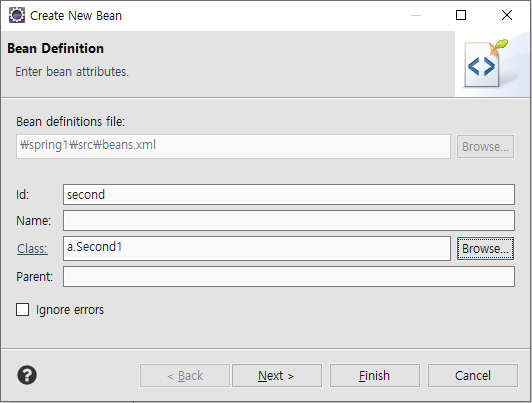 Create New Bean
Bean Definition
Enter bean attributes.
Bean definitions file:
₩spring1₩src₩beans.xml
Browse...
Id:
second
Name:
Class:
a.Second1
Browse...
Parent:
Ignore errors
?
< Back
Next >
Finish
Cancel